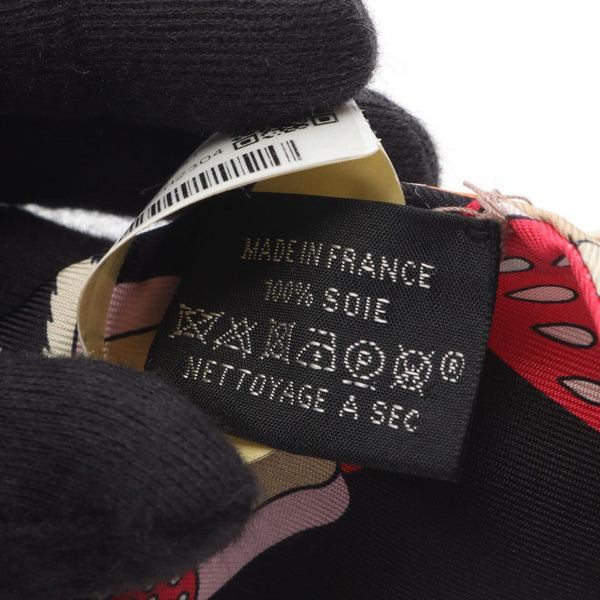 MADE IN FRANCE
100% SOIE
®
NETTOYAGE A SEC